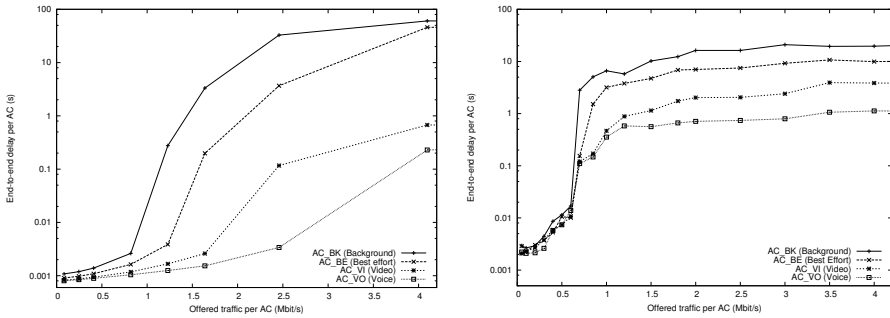 100
10
1
0.1
0.01
0.001
End-to-end delay per AC (s)
AC_BK (Background)
AC_BE (Best effort)
AC_VI (Video)
AC_VO (Voice)
0 0.5 1 1.5 2 2.5 3 3.5 4
Offered traffic per AC (Mbit/s)
100
10
1
0.1
0.01
0.001
End-to-end delay per AC (s)
AC_BK (Background)
AC_BE (Best Effort)
AC_VI (Video)
AC_VO (Voice)
0 0.5 1 1.5 2 2.5 3 3.5 4
Offered traffic per AC (Mbit/s)